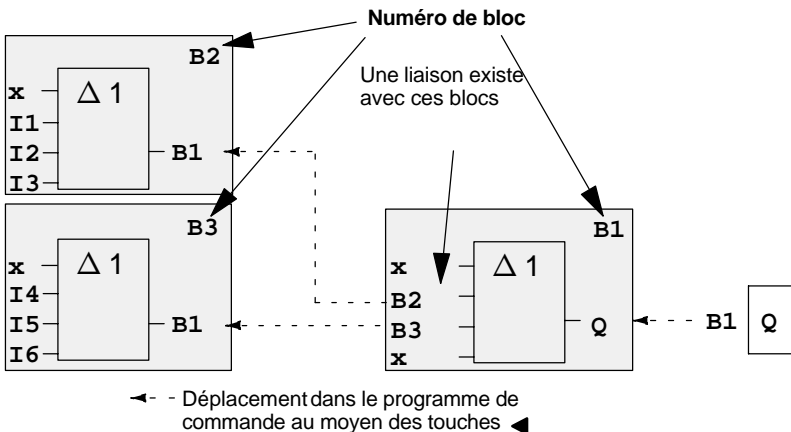 Numéro de bloc
B2
Une liaison existe
avec ces blocs
x
Δ 1
I1
I2
B1
I3
B3
x
Δ 1
I4
I5
B1
I6
B1
x
Δ 1
B2
B3
Q
x
B1
Q
Déplacement dans le programme de
commande au moyen des touches ◀